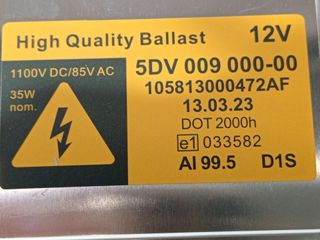 High Quality Ballast 12V
1100V DC/85V AC
35W
nom.
5DV 009 000-00
105813000472AF
13.03.23
DOT 2000h
e1 033582
Al 99.5 D1S